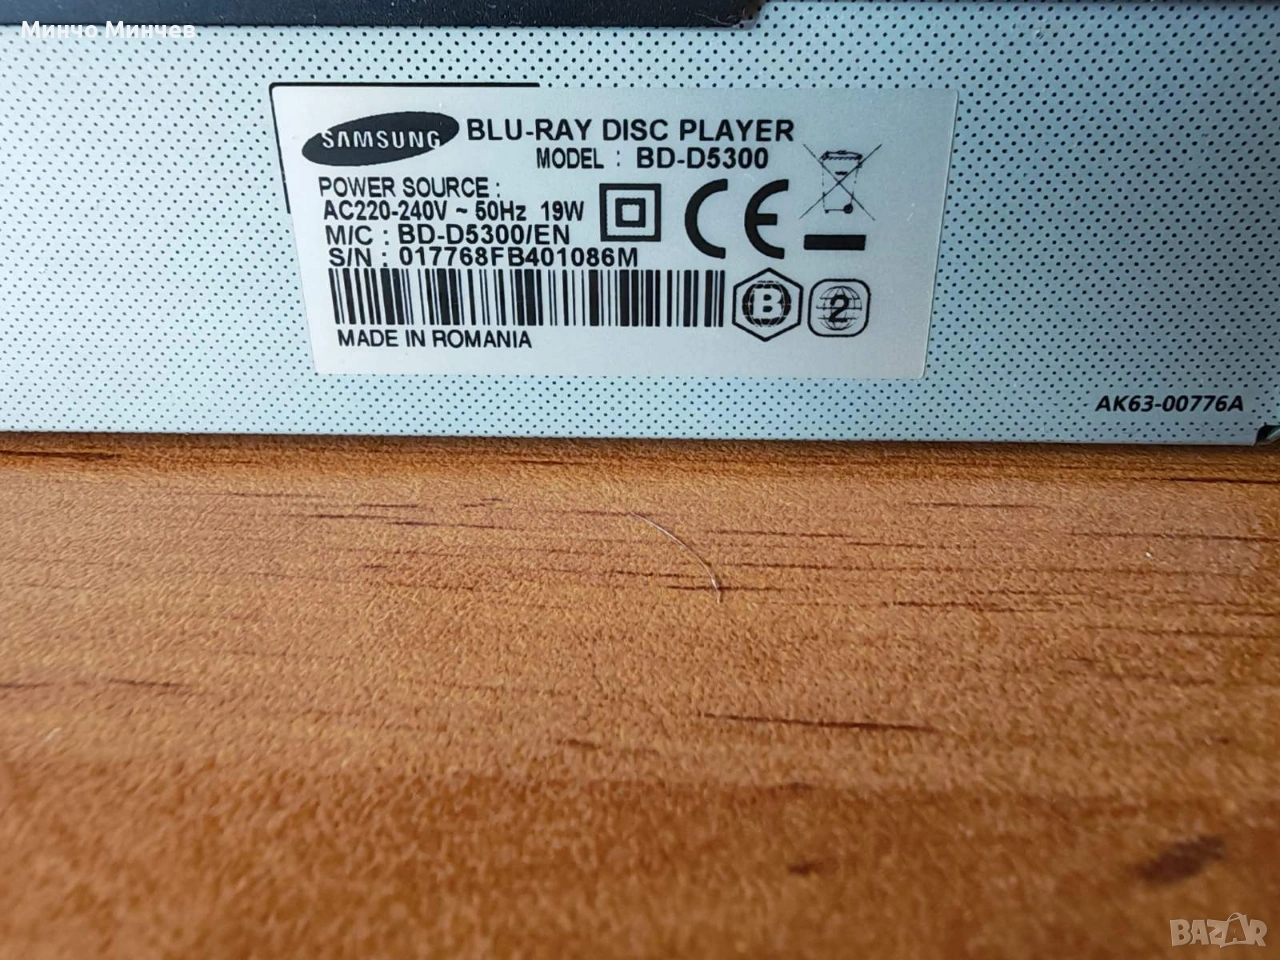 Минчо Минчев
SAMSUNG
BLU-RAY DISC PLAYER
MODEL : BD-D5300
POWER SOURCE :
AC220-240V ~ 50Hz 19W
M/C : BD-D5300/EN
S/N : 017768FB401086M
CE
B
2
MADE IN ROMANIA
AK63-00776A
BAZAR